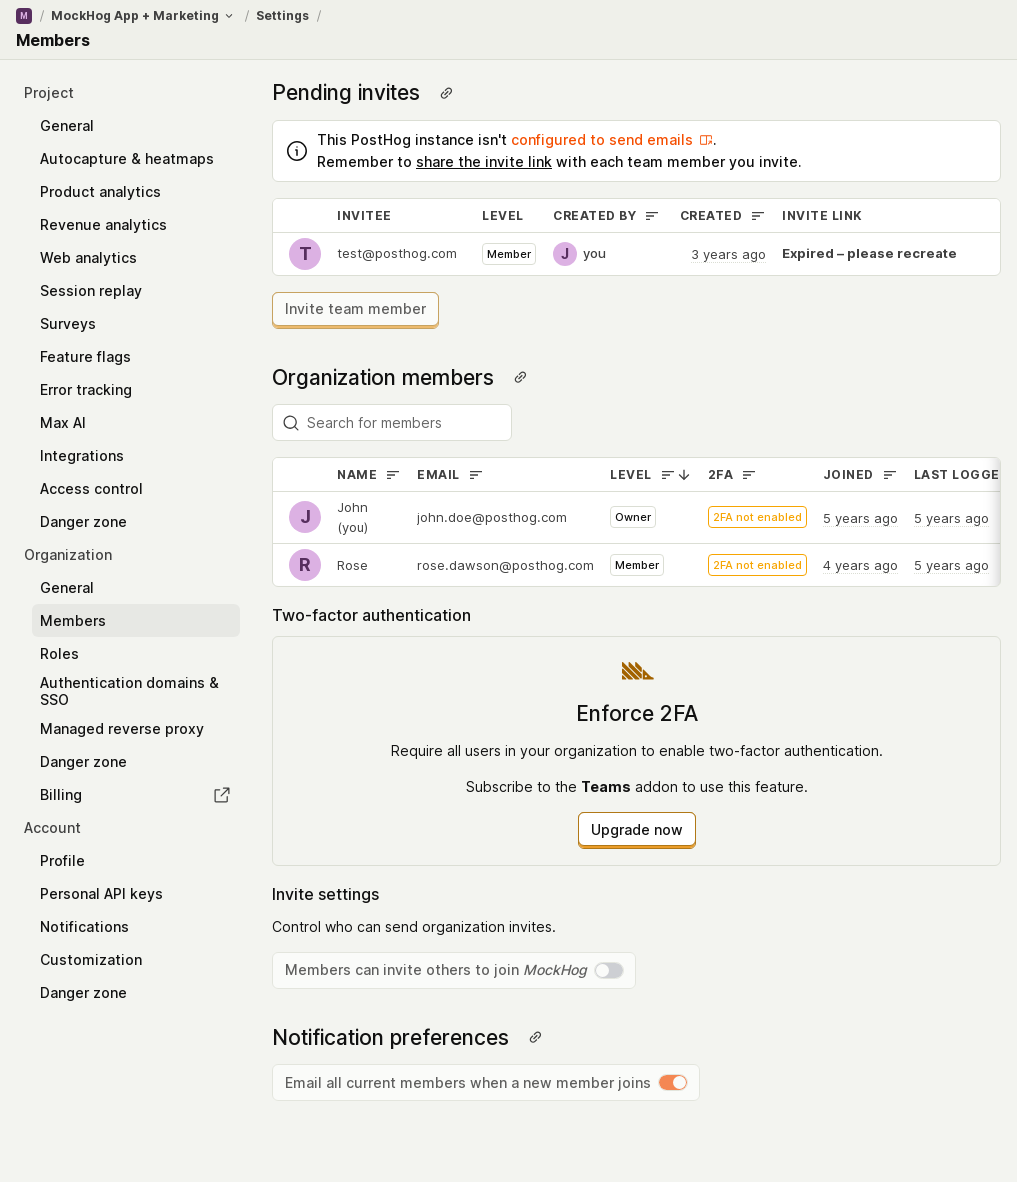 M / MockHog App + Marketing / Settings /
Members
Project
General
Autocapture & heatmaps
Product analytics
Revenue analytics
Web analytics
Session replay
Surveys
Feature flags
Error tracking
Max AI
Integrations
Access control
Danger zone
Organization
General
Members
Roles
Authentication domains &
SSO
Managed reverse proxy
Danger zone
Billing
Account
Profile
Personal API keys
Notifications
Customization
Danger zone
Pending invites
This PostHog instance isn't configured to send emails.
Remember to share the invite link with each team member you invite.
INVITEE LEVEL CREATED BY CREATED INVITE LINK
T test@posthog.com Member J you 3 years ago Expired – please recreate
Invite team member
Organization members
Search for members
NAME EMAIL LEVEL 2FA JOINED LAST LOGGE
J John
(you) john.doe@posthog.com Owner 2FA not enabled 5 years ago 5 years ago
R Rose rose.dawson@posthog.com Member 2FA not enabled 4 years ago 5 years ago
Two-factor authentication
Enforce 2FA
Require all users in your organization to enable two-factor authentication.
Subscribe to the Teams addon to use this feature.
Upgrade now
Invite settings
Control who can send organization invites.
Members can invite others to join MockHog
Notification preferences
Email all current members when a new member joins